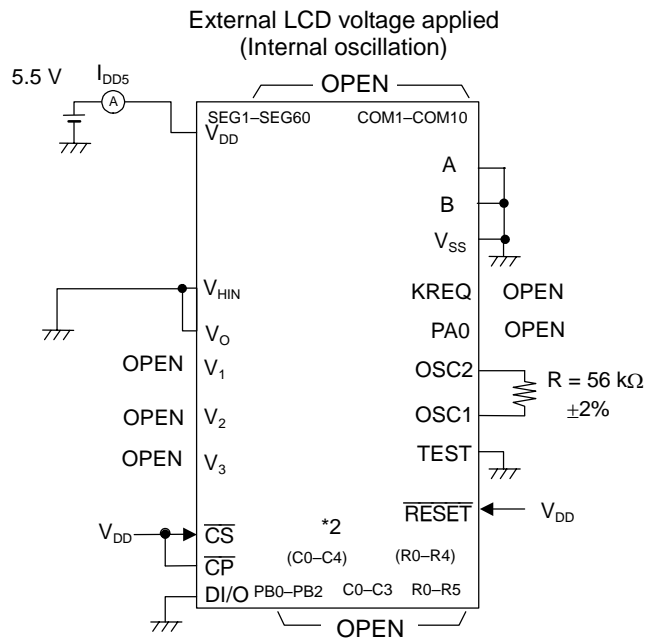 External LCD voltage applied
(Internal oscillation)
OPEN
5.5 V
IDD5
A
SEG1–SEG60
COM1–COM10
VDD
A
B
VSS
VHIN
KREQ OPEN
VO
PA0 OPEN
OPEN V1
OSC2
R = 56 kΩ
±2%
OPEN V2
OSC1
OPEN V3
TEST
VDD CS
*2
RESET VDD
CP
(C0–C4) (R0–R4)
DI/O PB0–PB2 C0–C3 R0–R5
OPEN